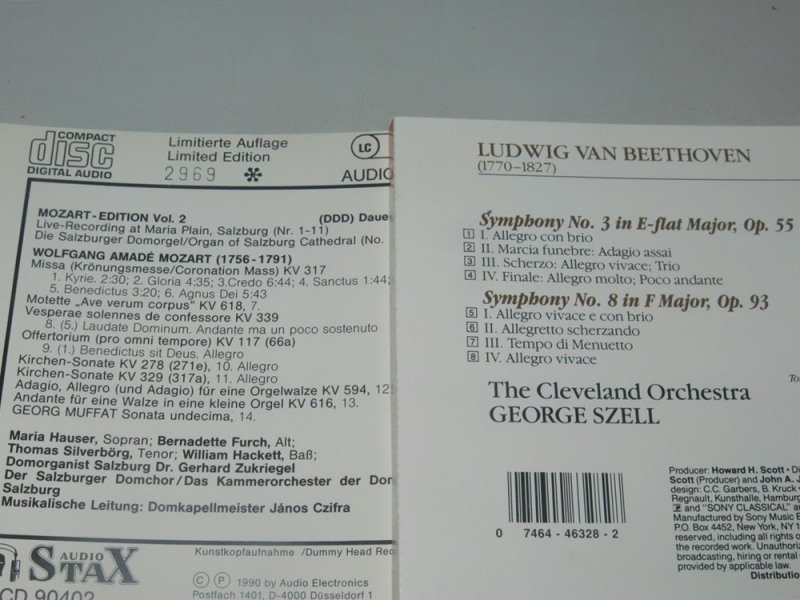 COMPACT
disc
DIGITAL AUDIO
Limitierte Auflage
Limited Edition
2969 ✻
LC
AUDIO
MOZART-EDITION Vol. 2 (DDD)
Live-Recording at Maria Plain, Salzburg (Nr. 1-11)
Die Salzburger Domorgel/Organ of Salzburg Cathedral (No.
WOLFGANG AMADÉ MOZART (1756-1791)
Missa (Krönungsmesse/Coronation Mass) KV 317
1. Kyrie. 2:30; 2. Gloria 4:35; 3.Credo 6:44; 4. Sanctus 1:44;
5. Benedictus 3:20; 6. Agnus Dei 5:43
Motette „Ave verum corpus" KV 618, 7.
Vesperae solennes de confessore KV 339
8. (5.) Laudate Dominum. Andante ma un poco sostenuto
Offertorium (pro omni tempore) KV 117 (66a)
9. (1.) Benedictus sit Deus. Allegro
Kirchen-Sonate KV 278 (271e), 10. Allegro
Kirchen-Sonate KV 329 (317a), 11. Allegro
Adagio, Allegro (und Adagio) für eine Orgelwalze KV 594, 12
Andante für eine Walze in eine kleine Orgel KV 616, 13.
GEORG MUFFAT Sonata undecima, 14.
Maria Hauser, Sopran; Bernadette Furch, Alt;
Thomas Silverbörg, Tenor; William Hackett, Baß;
Domorganist Salzburg Dr. Gerhard Zukriegel
Der Salzburger Domchor/Das Kammerorchester der Dom
Salzburg
Musikalische Leitung: Domkapellmeister János Czifra
AUDIO
STAX
CD 90402
Kunstkopfaufnahme /Dummy Head Rec
© ℗ 1990 by Audio Electronics
Postfach 1401, D-4000 Düsseldorf 1
LUDWIG VAN BEETHOVEN
(1770-1827)
Symphony No. 3 in E-flat Major, Op. 55
1 I. Allegro con brio
2 II. Marcia funebre: Adagio assai
3 III. Scherzo: Allegro vivace; Trio
4 IV. Finale: Allegro molto; Poco andante
Symphony No. 8 in F Major, Op. 93
5 I. Allegro vivace e con brio
6 II. Allegretto scherzando
7 III. Tempo di Menuetto
8 IV. Allegro vivace
The Cleveland Orchestra
GEORGE SZELL
0 7464-46328-2
Producer: Howard H. Scott •
Scott (Producer) and John A. J
design: C.C. Garbers, B. Kruck •
Regnault, Kunsthalle, Hamburg
and "SONY CLASSICAL" a
Manufactured by Sony Music E
P.O. Box 4452, New York, NY 1
reserved, including all rights o
the recorded work. Unauthoriz
broadcasting, hiring or rental
provided by applicable law.
Distributio